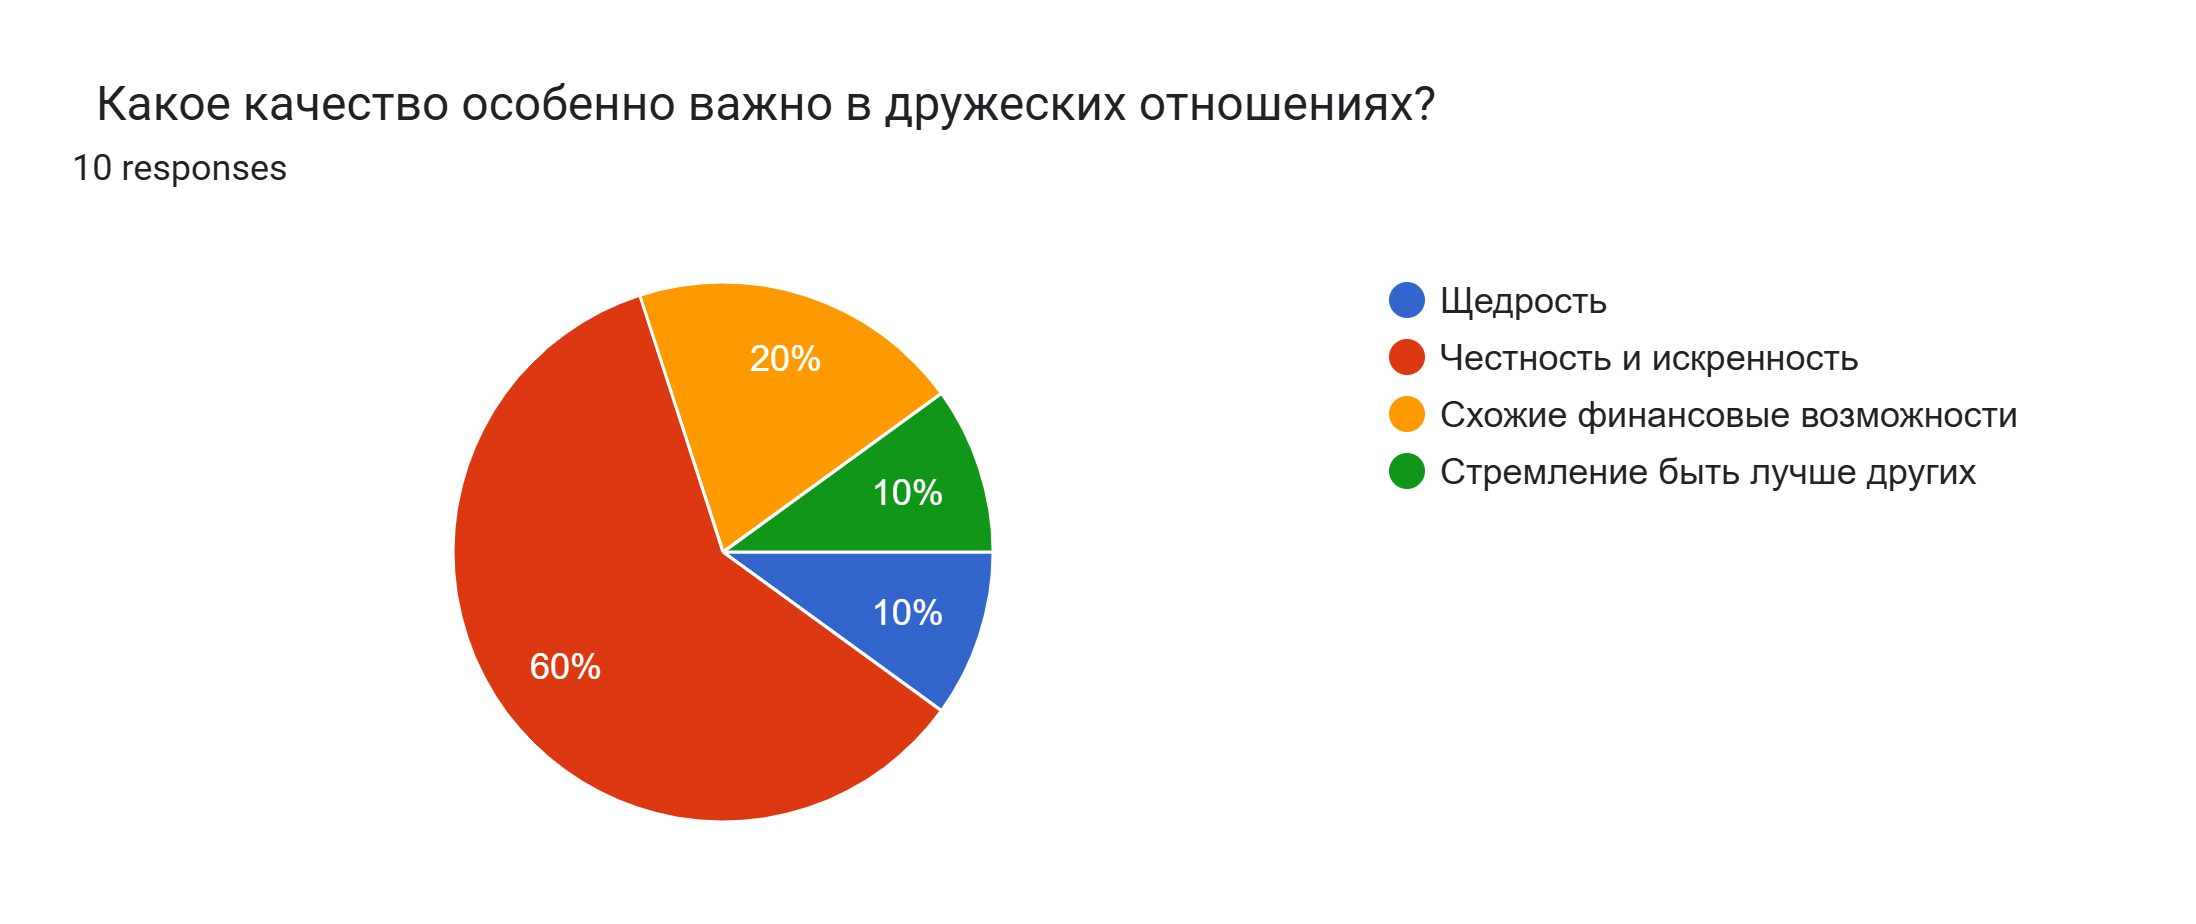 Какое качество особенно важно в дружеских отношениях?
10 responses
20%
10%
10%
60%
Щедрость
Честность и искренность
Схожие финансовые возможности
Стремление быть лучше других